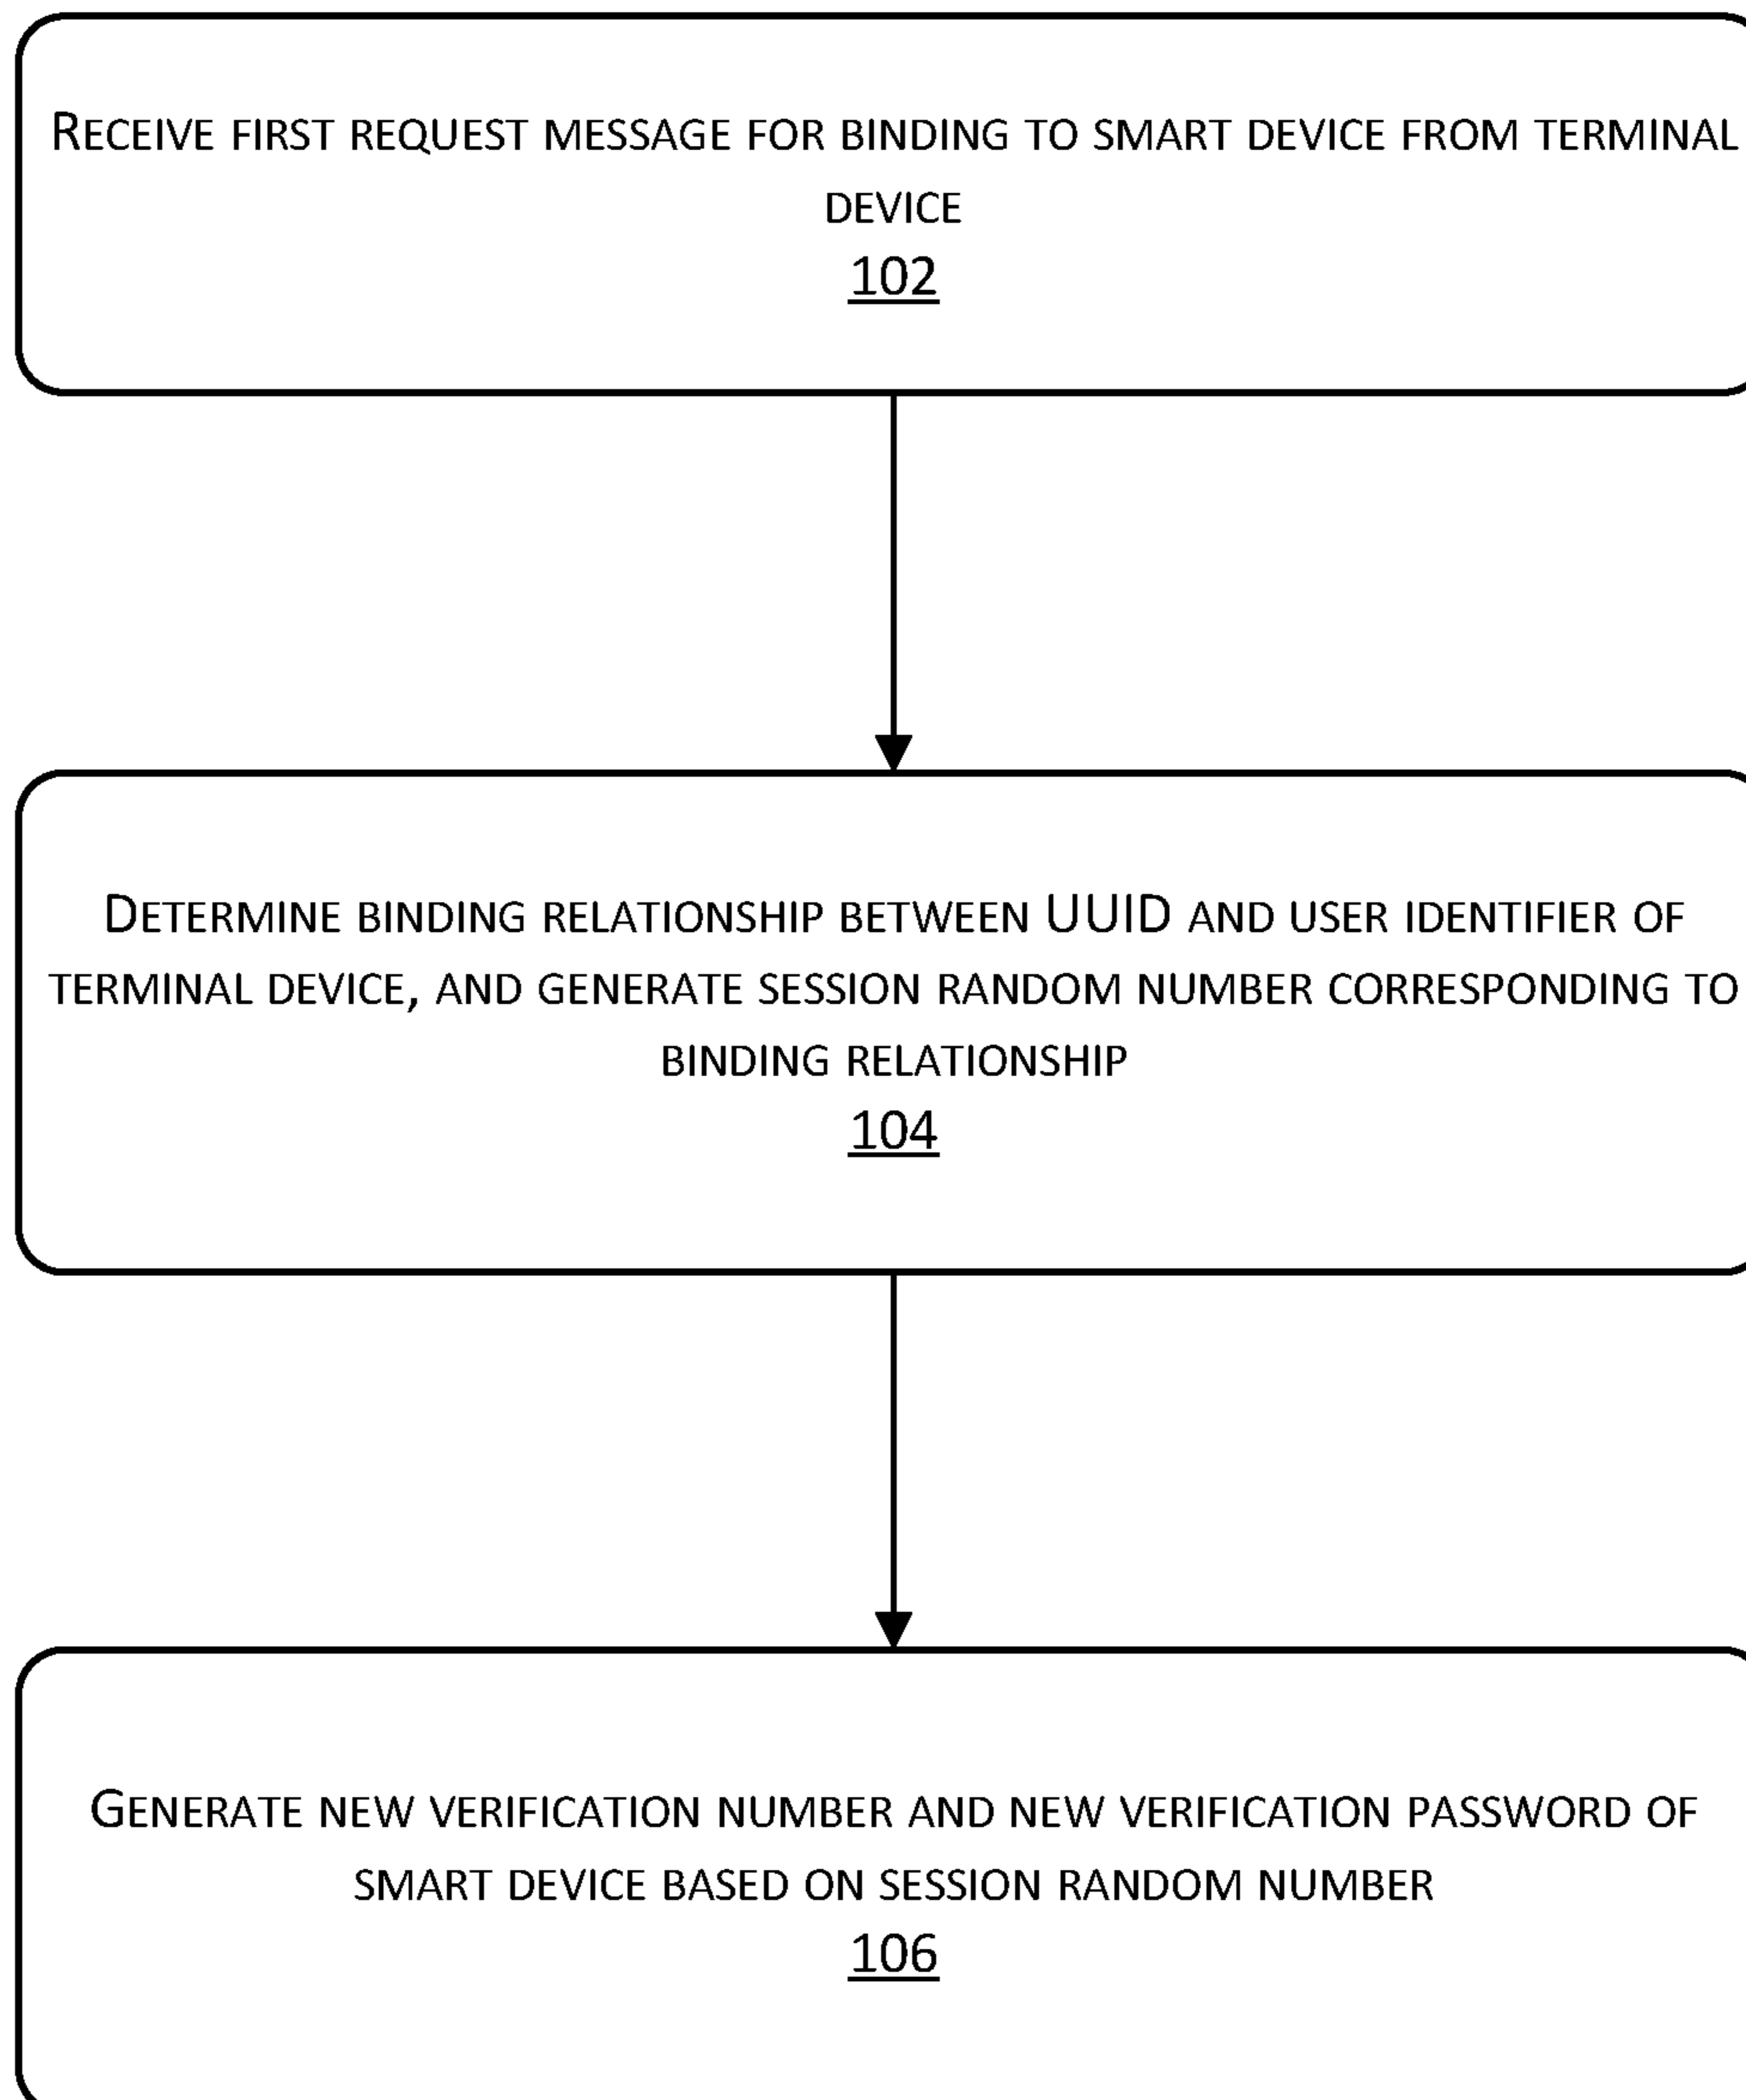 Receive first request message for binding to smart device from terminal
device
102
Determine binding relationship between UUID and user identifier of
terminal device, and generate session random number corresponding to
binding relationship
104
Generate new verification number and new verification password of
smart device based on session random number
106